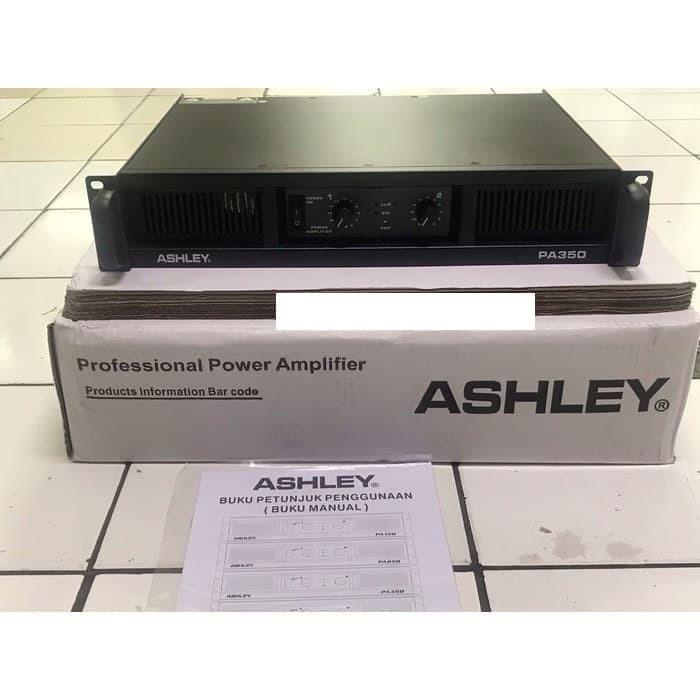 POWER
ON
1
2
CLIP
SIG
POWER
AMPLIFIER
ASHLEY
PA350
Professional Power Amplifier
Products Information Bar code
ASHLEY®
ASHLEY®
BUKU PETUNJUK PENGGUNAAN
( BUKU MANUAL )
ASHLEY
PA150
ASHLEY
PA250
ASHLEY
PA350